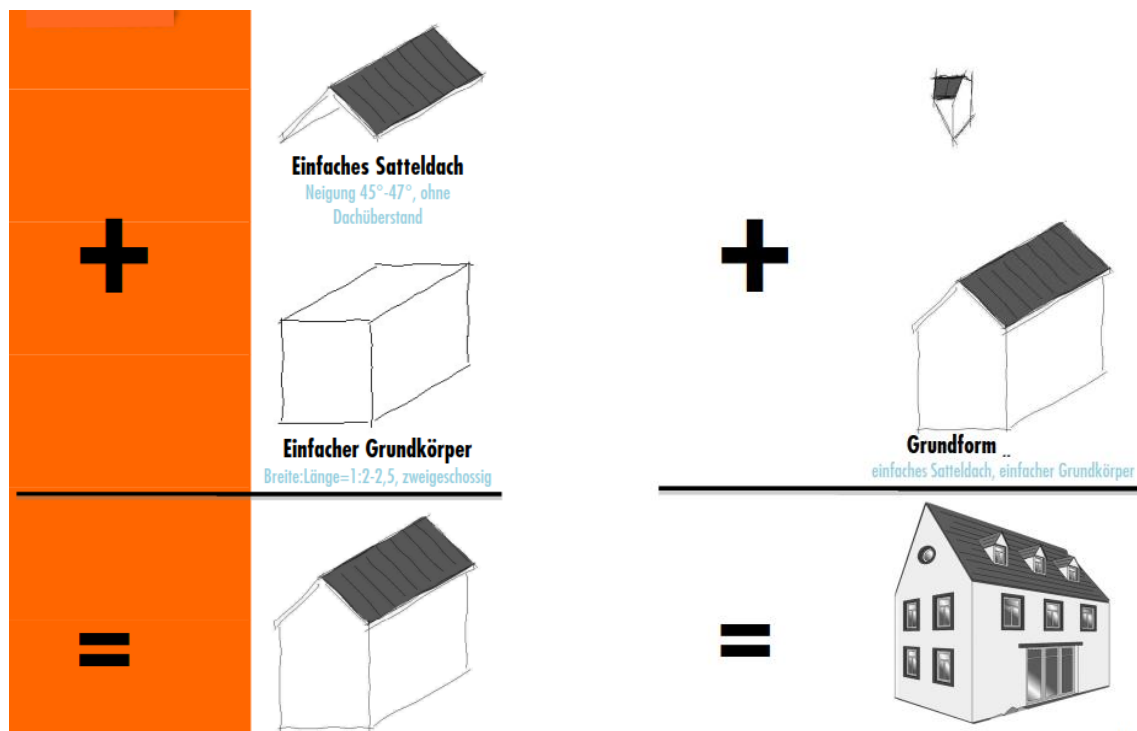 Einfaches Satteldach
Neigung 45°-47°, ohne
Dachüberstand
+
Einfacher Grundkörper
Breite:Länge=1:2-2,5, zweigeschossig
=
+
Grundform
einfaches Satteldach, einfacher Grundkörper
=